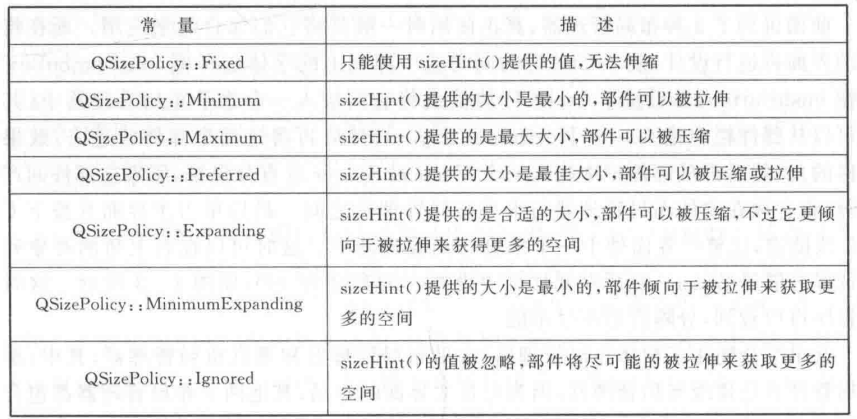 常 量 描 述
QSizePolicy::Fixed 只能使用 sizeHint()提供的值,无法伸缩
QSizePolicy::Minimum sizeHint()提供的大小是最小的,部件可以被拉伸
QSizePolicy::Maximum sizeHint()提供的是最大大小,部件可以被压缩
QSizePolicy::Preferred sizeHint()提供的大小是最佳大小,部件可以被压缩或拉伸
QSizePolicy::Expanding sizeHint()提供的是合适的大小,部件可以被压缩,不过它更倾
向于被拉伸来获得更多的空间
QSizePolicy::MinimumExpanding sizeHint()提供的大小是最小的,部件倾向于被拉伸来获取更
多的空间
QSizePolicy::Ignored sizeHint()的值被忽略,部件将尽可能的被拉伸来获取更多的
空间